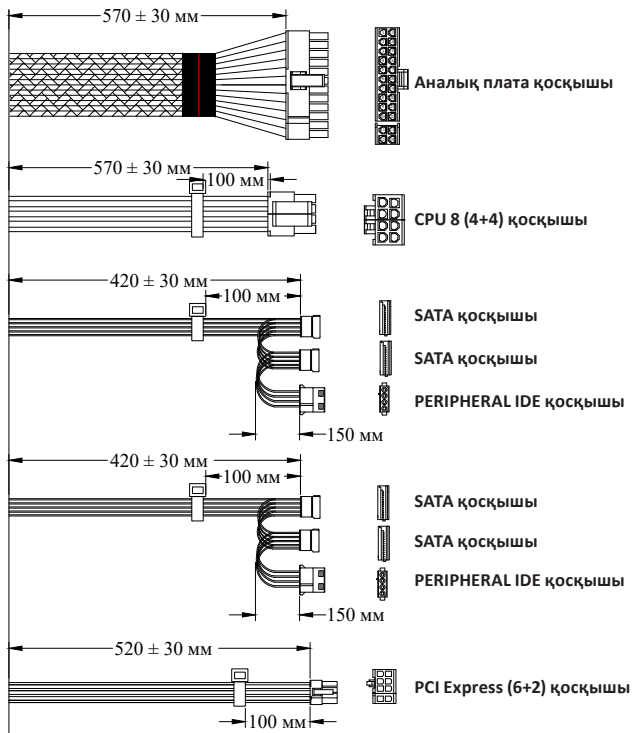 570 ± 30 мм
Аналық плата қосқышы
570 ± 30 мм
100 мм
CPU 8 (4+4) қосқышы
420 ± 30 мм
100 мм
SATA қосқышы
SATA қосқышы
PERIPHERAL IDE қосқышы
150 мм
420 ± 30 мм
100 мм
SATA қосқышы
SATA қосқышы
PERIPHERAL IDE қосқышы
150 мм
520 ± 30 мм
PCI Express (6+2) қосқышы
100 мм